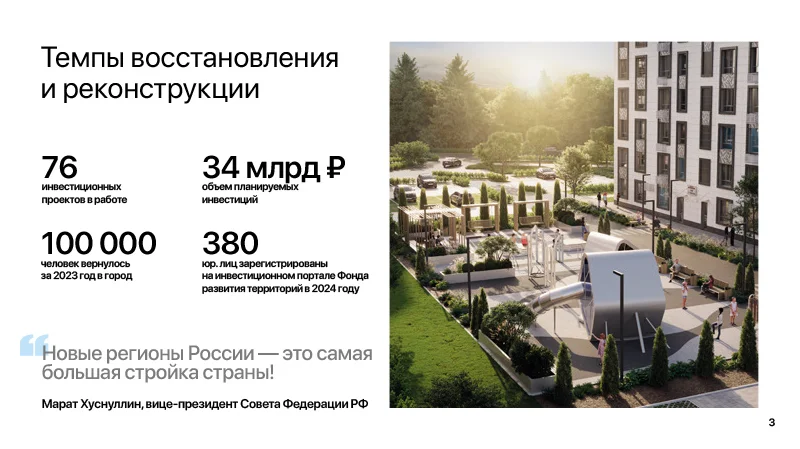 Темпы восстановления
и реконструкции
76
инвестиционных
проектов в работе
34 млрд ₽
объем планируемых
инвестиций
100 000
человек вернулось
за 2023 год в город
380
юр. лиц зарегистрированы
на инвестиционном портале Фонда
развития территорий в 2024 году
“
Новые регионы России — это самая
большая стройка страны!
Марат Хуснуллин, вице-президент Совета Федерации РФ
3